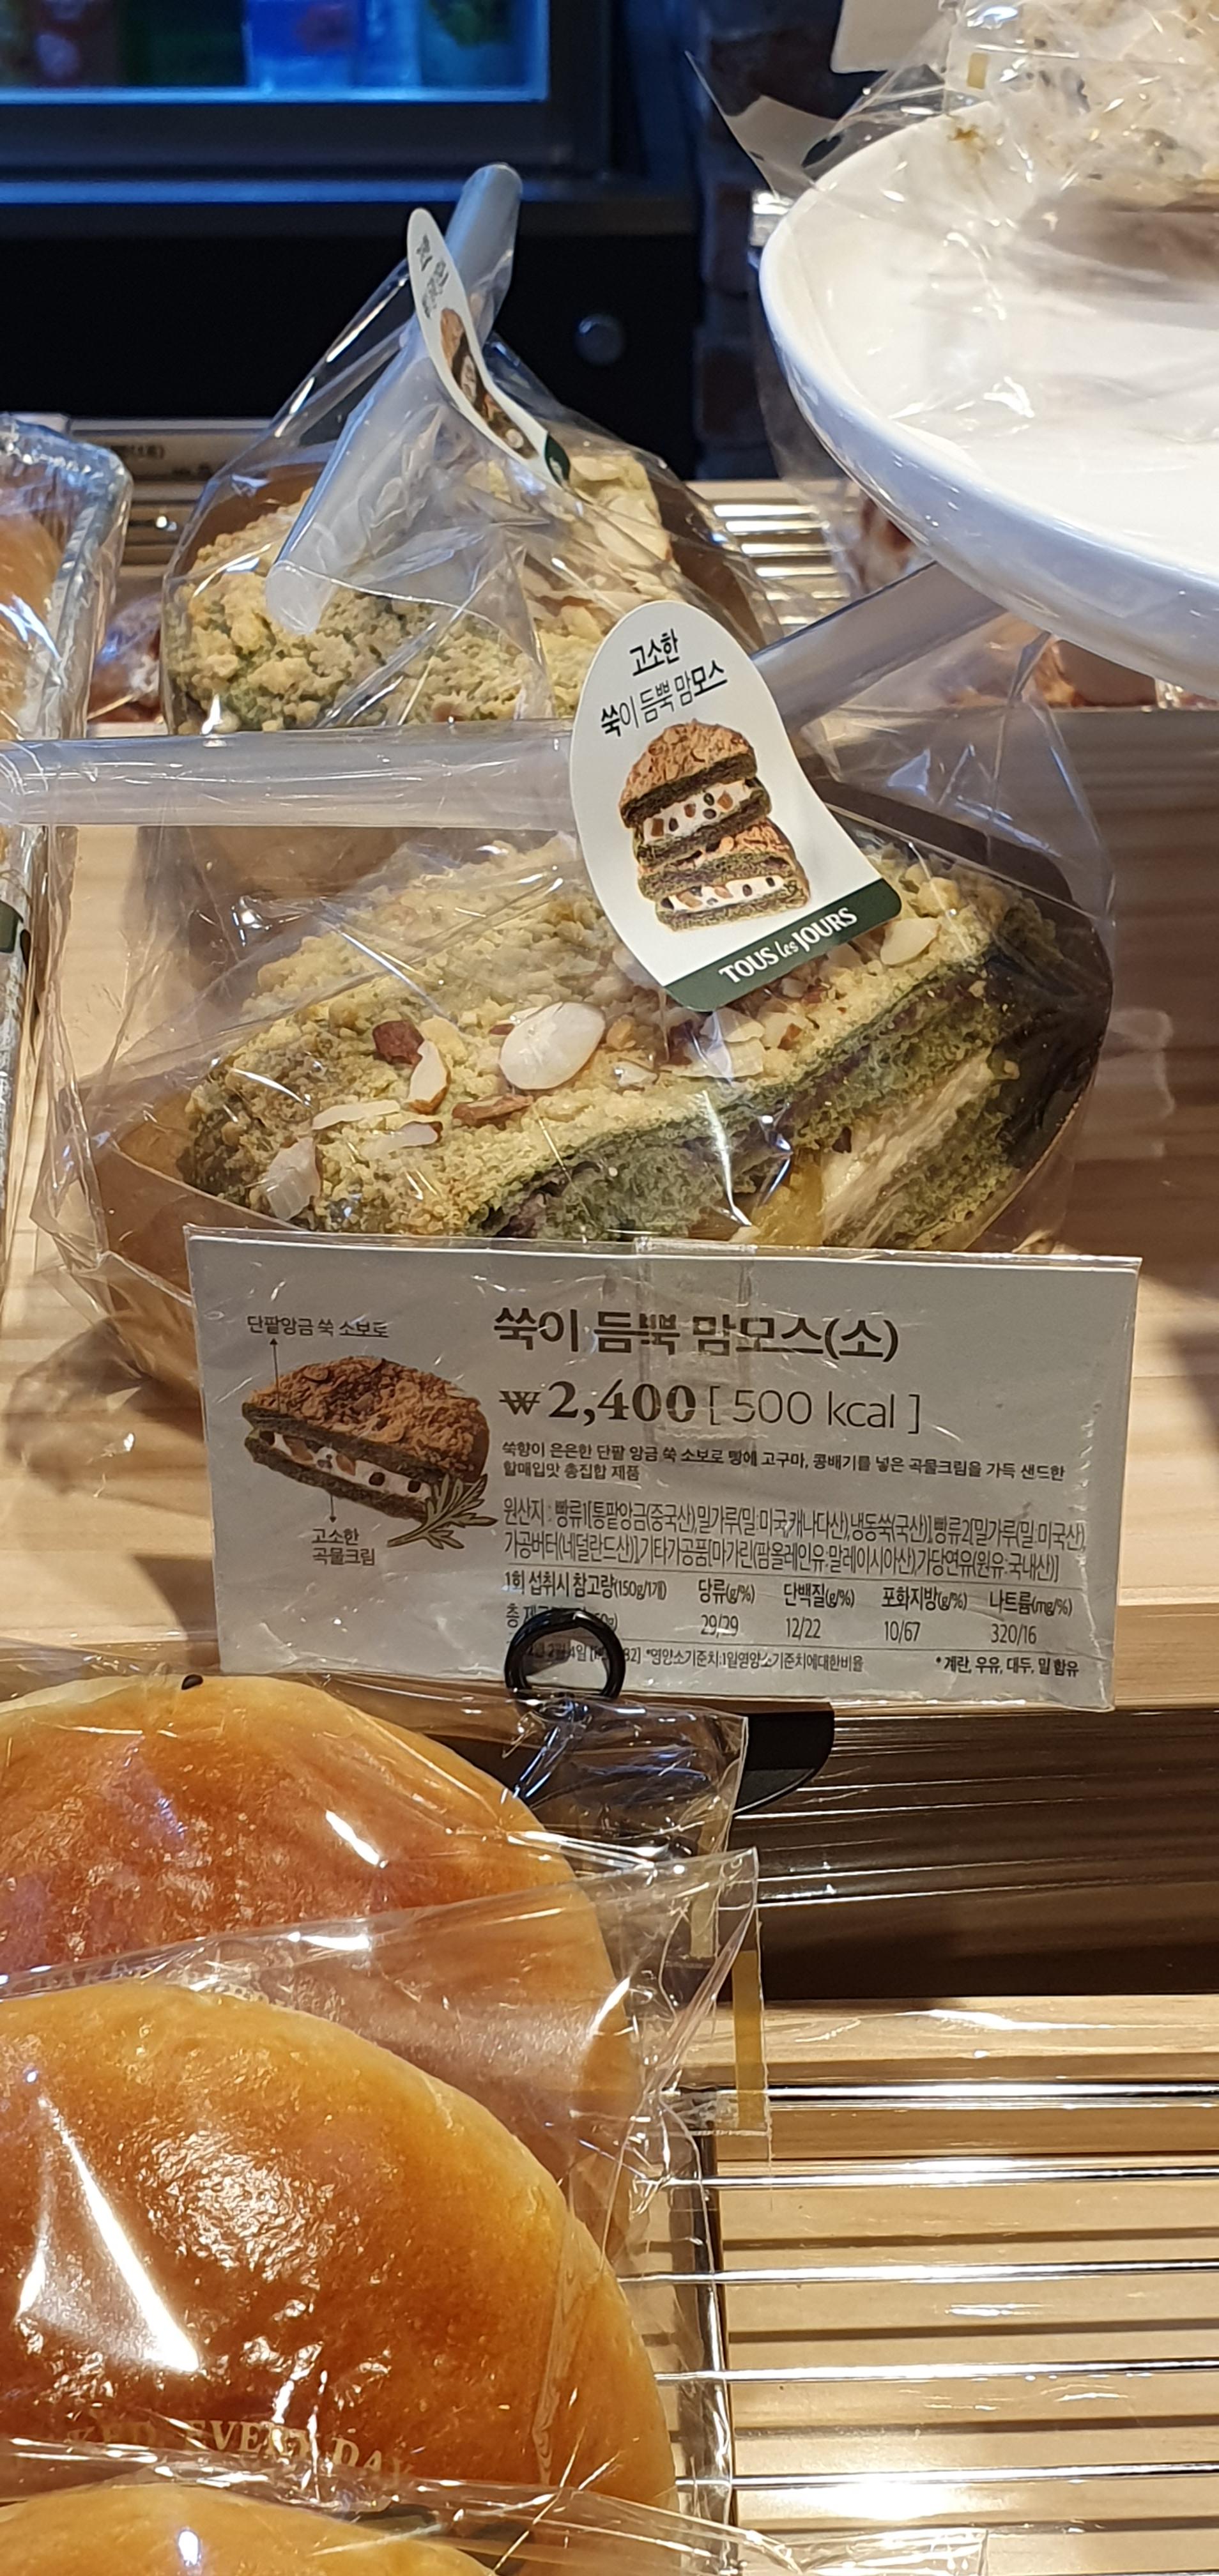 고소한
쑥이 듬뿍 맘모스
TOUS les JOURS
단팥앙금 쑥 소보로
고소한
곡물크림
쑥이 듬뿍 맘모스(소)
₩2,400 [ 500 kcal ]
쑥향이 은은한 단팥 앙금 쑥 소보로 빵에 고구마, 콩배기를 넣은 곡물크림을 가득 샌드한
할매입맛 총집합 제품
원산지 : 빵류1[통팥앙금(중국산),밀가루(밀:미국,캐나다산),냉동쑥(국산)],빵류2[밀가루(밀:미국산),
가공버터(네덜란드산)],기타가공품[마가린(팜올레인유:말레이시아산),가당연유(원유:국내산)]
1회 섭취시 참고량(150g/1개) 당류(g/%) 단백질(g/%) 포화지방(g/%) 나트륨(mg/%)
29/29 12/22 10/67 320/16
*영양소기준치:1일영양소기준치에대한비율 *계란, 우유, 대두, 밀 함유
EVERY DAY